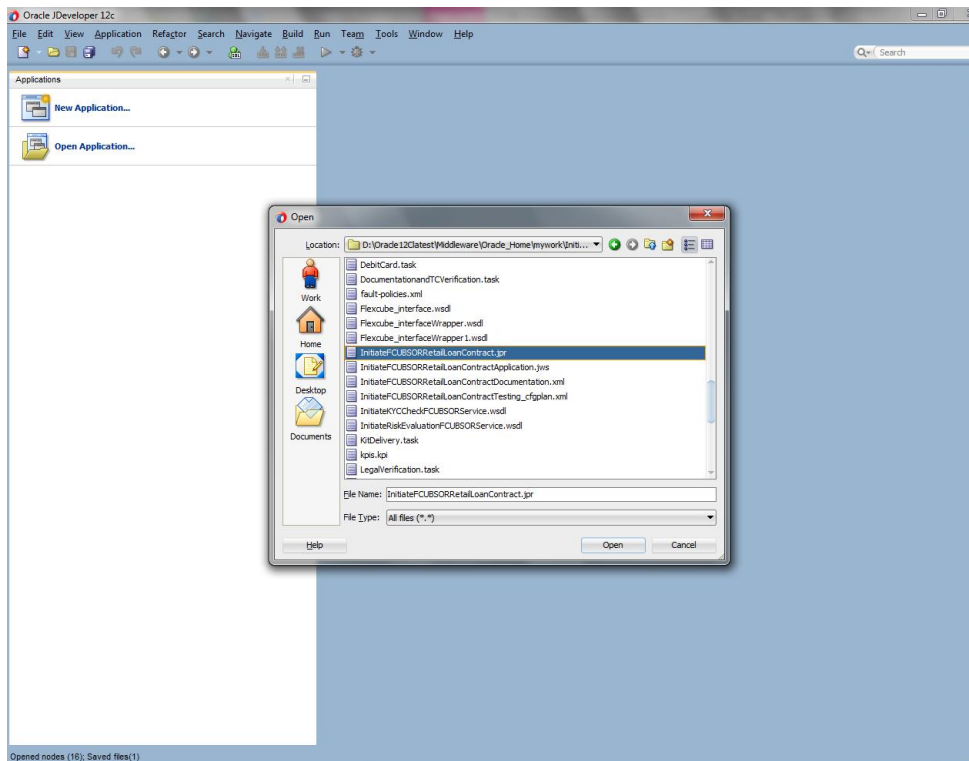 Oracle JDeveloper 12c
File Edit View Application Refactor Search Navigate Build Run Team Tools Window Help
Search
Applications
New Application...
Open Application...
Open
Location: D:\Oracle12Clatest\Middleware\Oracle_Home\mywork\Initi...
Work
Home
Desktop
Documents
DebitCard.task
DocumentationandTCVerification.task
fault-policies.xml
Flexcube_interface.wsdl
Flexcube_interfaceWrapper.wsdl
Flexcube_interfaceWrapper1.wsdl
InitiateFCUBSORRetailLoanContract.jpr
InitiateFCUBSORRetailLoanContractApplication.jws
InitiateFCUBSORRetailLoanContractDocumentation.xml
InitiateFCUBSORRetailLoanContractTesting_cfgplan.xml
InitiateKYCCheckFCUBSORService.wsdl
InitiateRiskEvaluationFCUBSORService.wsdl
KitDelivery.task
kpis.kpi
LegalVerification.task
File Name: InitiateFCUBSORRetailLoanContract.jpr
File Type: All files (*.*)
Help Open Cancel
Opened nodes (16); Saved files(1)